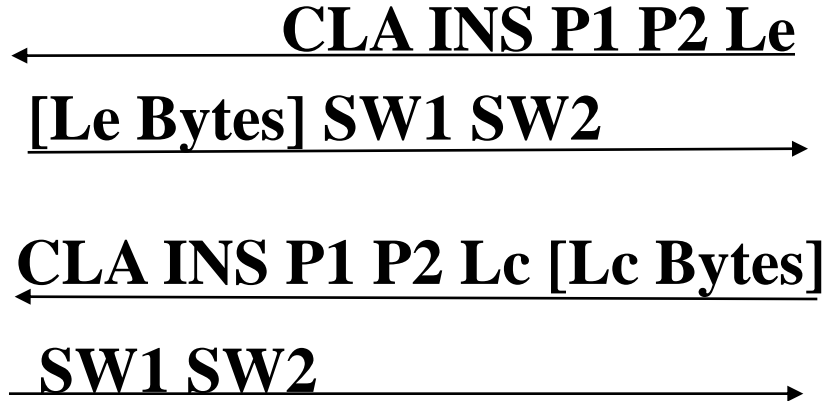 CLA INS P1 P2 Le
[Le Bytes] SW1 SW2
CLA INS P1 P2 Lc [Lc Bytes]
SW1 SW2